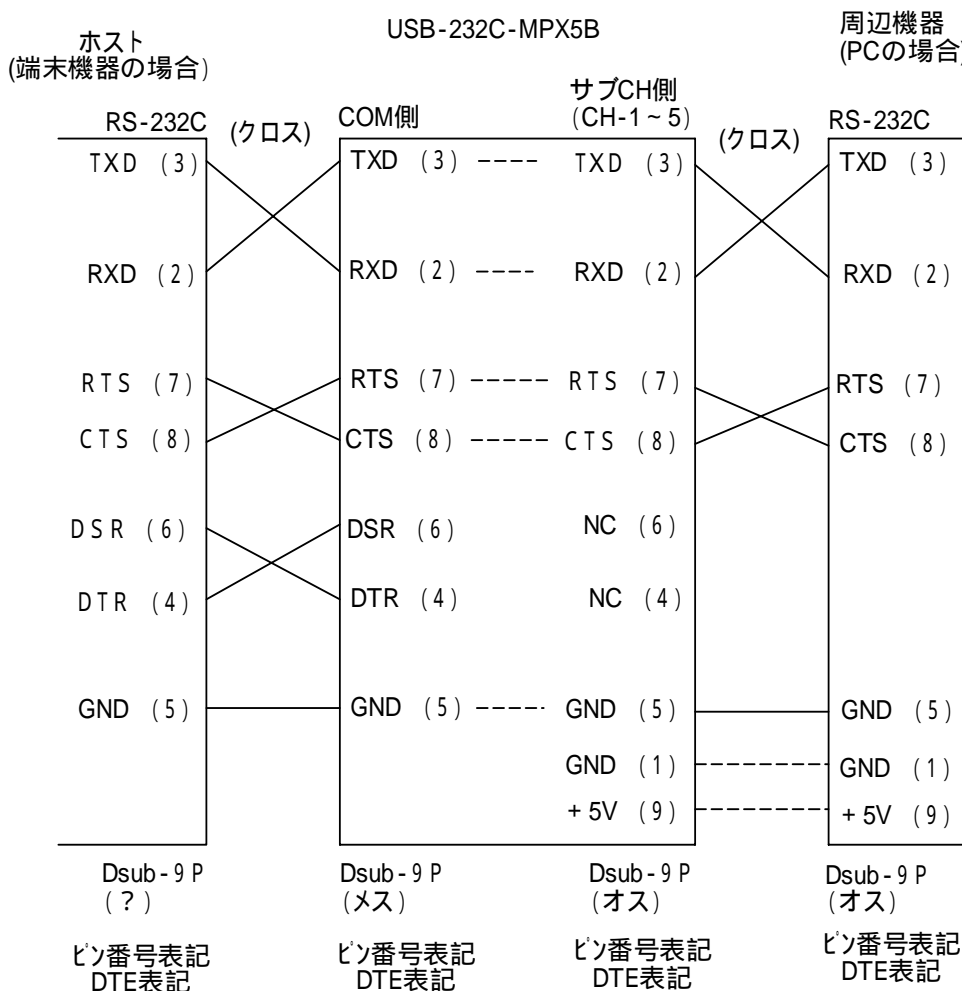 USB-232C-MPX5B
ホスト
(端末機器の場合)
周辺機器
(PCの場合)
サブCH側
(CH-1~5)
RS-232C
(クロス)
COM側
(クロス)
RS-232C
TXD (3)
TXD (3)
TXD (3)
TXD (3)
RXD (2)
RXD (2)
RXD (2)
RXD (2)
RTS (7)
RTS (7)
RTS (7)
RTS (7)
CTS (8)
CTS (8)
CTS (8)
CTS (8)
DSR (6)
DSR (6)
NC (6)
DTR (4)
DTR (4)
NC (4)
GND (5)
GND (5)
GND (5)
GND (5)
GND (1)
GND (1)
+5V (9)
+5V (9)
Dsub-9P
(?)
ピン番号表記
DTE表記
Dsub-9P
(メス)
ピン番号表記
DTE表記
Dsub-9P
(オス)
ピン番号表記
DTE表記
Dsub-9P
(オス)
ピン番号表記
DTE表記